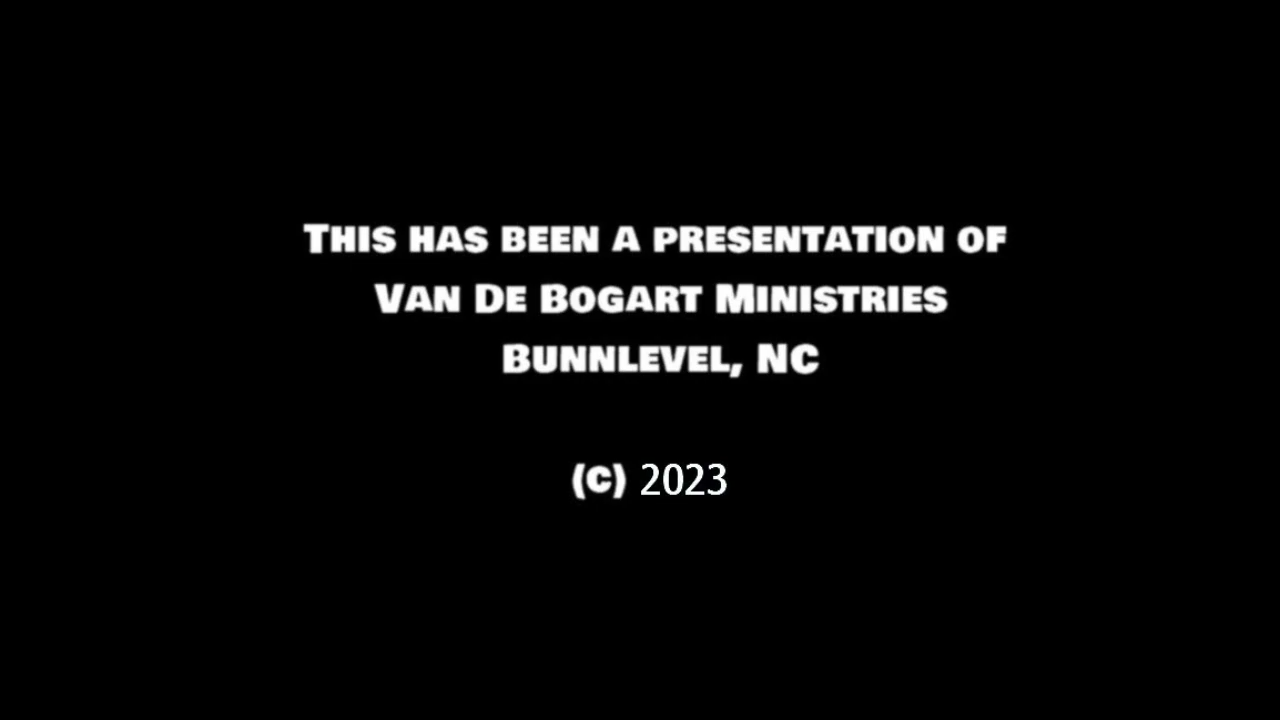 This has been a presentation of
Van De Bogart Ministries
Bunnlevel, NC
(c) 2023